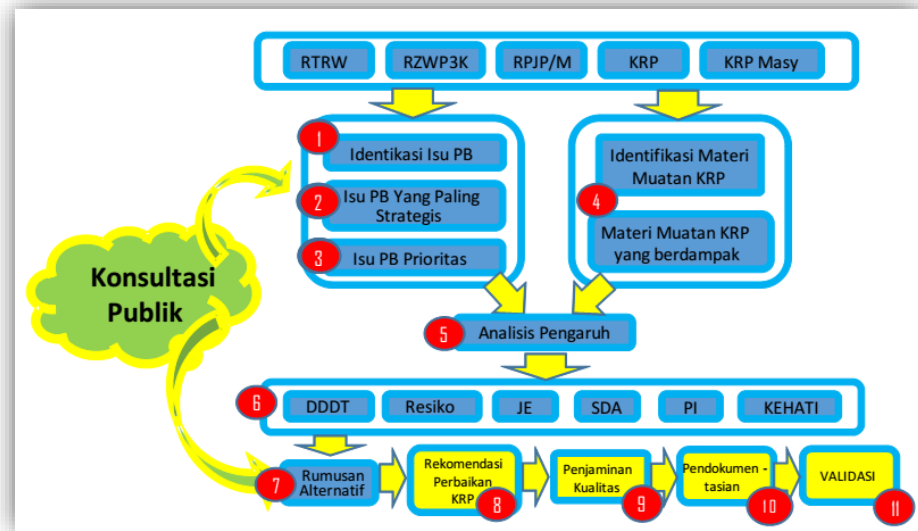 RTRW
RZWP3K
RPJP/M
KRP
KRP Masy
1
Identikasi Isu PB
2
Isu PB Yang Paling
Strategis
3
Isu PB Prioritas
Identifikasi Materi
Muatan KRP
4
Materi Muatan KRP
yang berdampak
Konsultasi
Publik
5
Analisis Pengaruh
6
DDDT
Resiko
JE
SDA
PI
KEHATI
7
Rumusan
Alternatif
Rekomendasi
Perbaikan
KRP
8
Penjaminan
Kualitas
9
Pendokumen -
tasian
10
VALIDASI
11